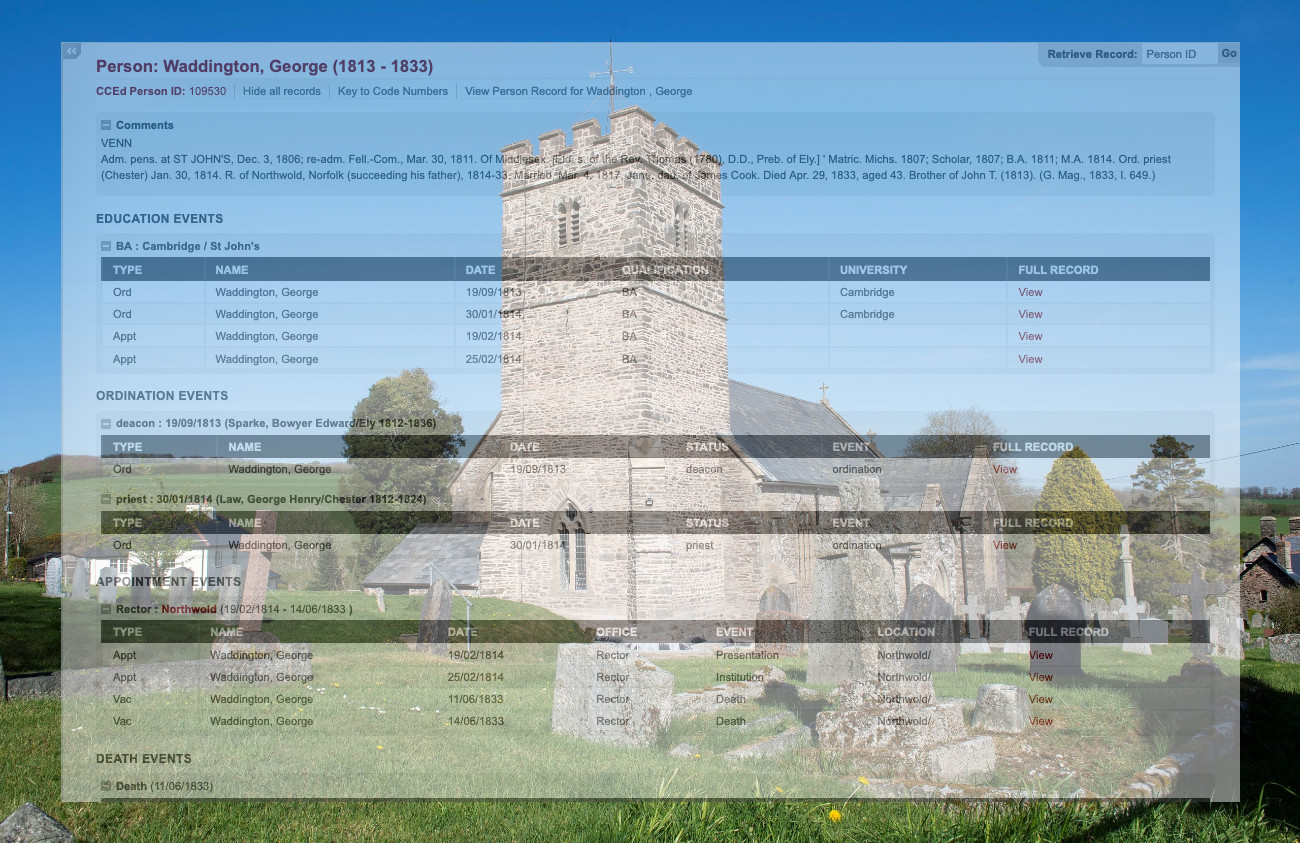 «
Retrieve Record: Person ID Go
Person: Waddington, George (1813 - 1833)
CCEd Person ID: 109530 Hide all records Key to Code Numbers View Person Record for Waddington , George
Comments
VENN
Adm. pens. at ST JOHN'S, Dec. 3, 1806; re-adm. Fell.-Com., Mar. 30, 1811. Of Middlesex. [Eld. s. of the Rev. Thomas (1780), D.D., Preb. of Ely.] ' Matric. Michs. 1807; Scholar, 1807; B.A. 1811; M.A. 1814. Ord. priest
(Chester) Jan. 30, 1814. R. of Northwold, Norfolk (succeeding his father), 1814-33. Married, Mar. 4, 1817, Jane, dau. of James Cook. Died Apr. 29, 1833, aged 43. Brother of John T. (1813). (G. Mag., 1833, I. 649.)
EDUCATION EVENTS
BA : Cambridge / St John's
TYPE NAME DATE QUALIFICATION UNIVERSITY FULL RECORD
Ord Waddington, George 19/09/1813 BA Cambridge View
Ord Waddington, George 30/01/1814 BA Cambridge View
Appt Waddington, George 19/02/1814 BA View
Appt Waddington, George 25/02/1814 BA View
ORDINATION EVENTS
deacon : 19/09/1813 (Sparke, Bowyer Edward/Ely 1812-1836)
TYPE NAME DATE STATUS EVENT FULL RECORD
Ord Waddington, George 19/09/1813 deacon ordination View
priest : 30/01/1814 (Law, George Henry/Chester 1812-1824)
TYPE NAME DATE STATUS EVENT FULL RECORD
Ord Waddington, George 30/01/1814 priest ordination View
APPOINTMENT EVENTS
Rector : Northwold (19/02/1814 - 14/06/1833 )
TYPE NAME DATE OFFICE EVENT LOCATION FULL RECORD
Appt Waddington, George 19/02/1814 Rector Presentation Northwold/ View
Appt Waddington, George 25/02/1814 Rector Institution Northwold/ View
Vac Waddington, George 11/06/1833 Rector Death Northwold/ View
Vac Waddington, George 14/06/1833 Rector Death Northwold/ View
DEATH EVENTS
Death (11/06/1833)